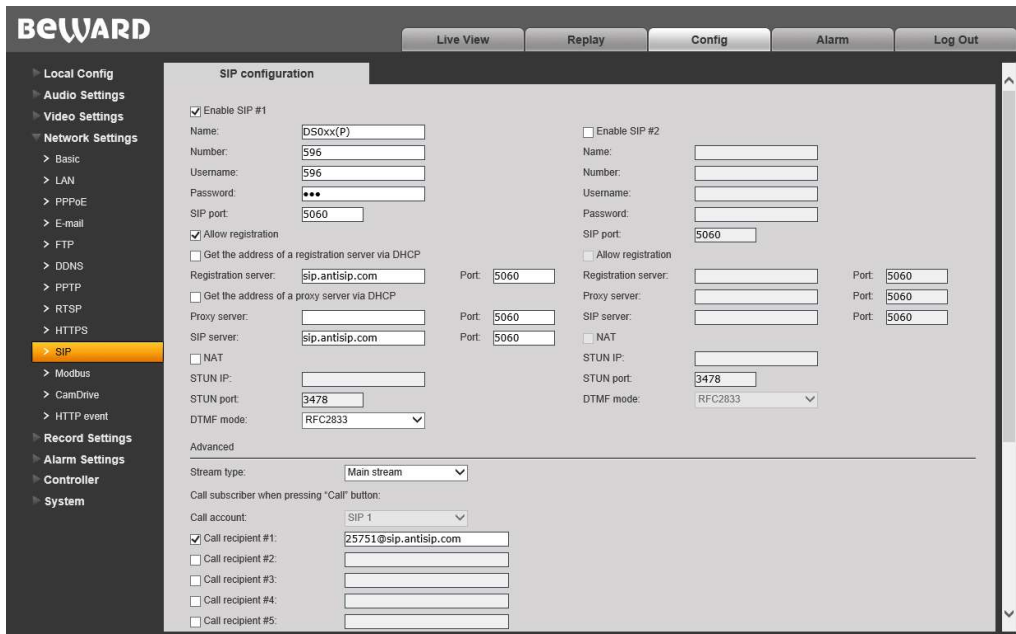 BEWARD
Live View
Replay
Config
Alarm
Log Out
Local Config
Audio Settings
Video Settings
Network Settings
> Basic
> LAN
> PPPoE
> E-mail
> FTP
> DDNS
> PPTP
> RTSP
> HTTPS
> SIP
> Modbus
> CamDrive
> HTTP event
Record Settings
Alarm Settings
Controller
System
SIP configuration
Enable SIP #1
Name: DS0xx(P)
Number: 596
Username: 596
Password: •••
SIP port: 5060
Allow registration
Get the address of a registration server via DHCP
Registration server: sip.antisip.com Port: 5060
Get the address of a proxy server via DHCP
Proxy server: Port: 5060
SIP server: sip.antisip.com Port: 5060
NAT
STUN IP:
STUN port: 3478
DTMF mode: RFC2833
Enable SIP #2
Name:
Number:
Username:
Password:
SIP port: 5060
Allow registration
Registration server: Port: 5060
Proxy server: Port: 5060
SIP server: Port: 5060
NAT
STUN IP:
STUN port: 3478
DTMF mode: RFC2833
Advanced
Stream type: Main stream
Call subscriber when pressing "Call" button:
Call account: SIP 1
Call recipient #1: 25751@sip.antisip.com
Call recipient #2:
Call recipient #3:
Call recipient #4:
Call recipient #5: